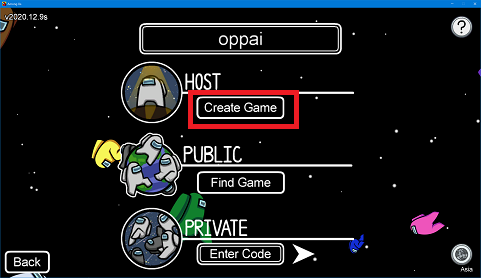 Among Us
v2020.12.9s
?
oppai
HOST
Create Game
PUBLIC
Find Game
PRIVATE
Enter Code
Back
Asia